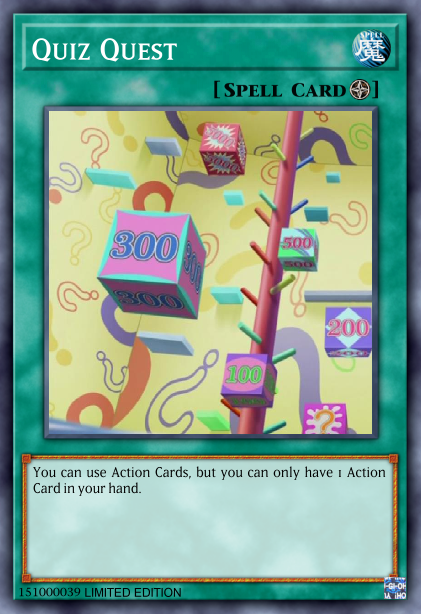 Quiz Quest
魔
[Spell Card]
300
300
300
500
500
200
100
?
You can use Action Cards, but you can only have 1 Action
Card in your hand.
151000039 LIMITED EDITION